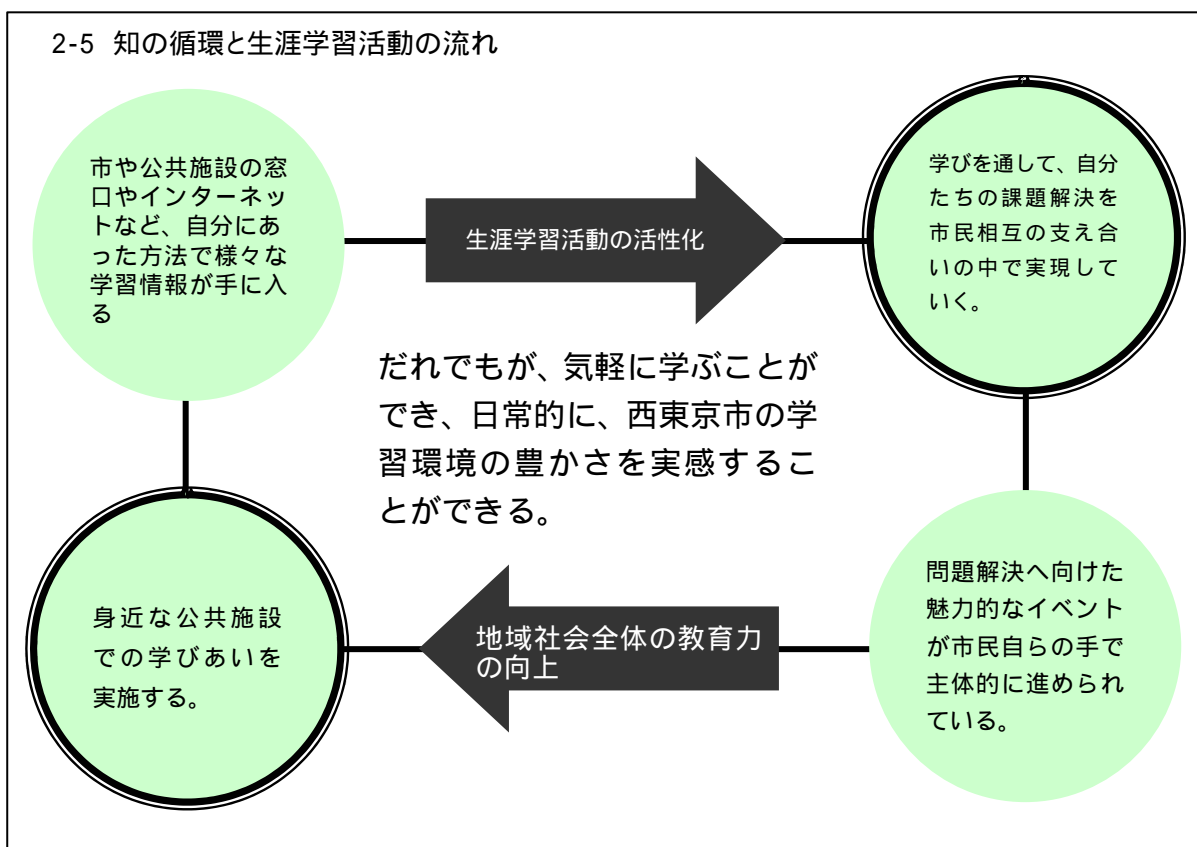 2-5 知の循環と生涯学習活動の流れ
市や公共施設の窓
口やインターネッ
トなど、自分にあ
った方法で様々な
学習情報が手に入
る
生涯学習活動の活性化
学びを通して、自分
たちの課題解決を
市民相互の支え合
いの中で実現して
いく。
だれでもが、気軽に学ぶことが
でき、日常的に、西東京市の学
習環境の豊かさを実感するこ
とができる。
身近な公共施設
での学びあいを
実施する。
地域社会全体の教育力
の向上
問題解決へ向けた
魅力的なイベント
が市民自らの手で
主体的に進められ
ている。